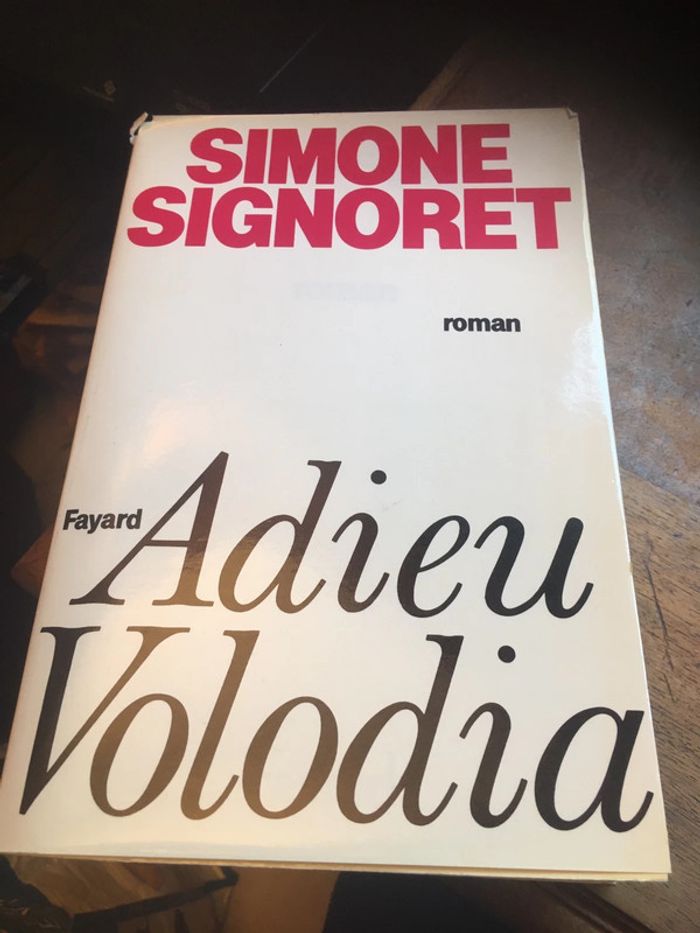 SIMONE
SIGNORET
roman
Fayard
Adieu
Volodia